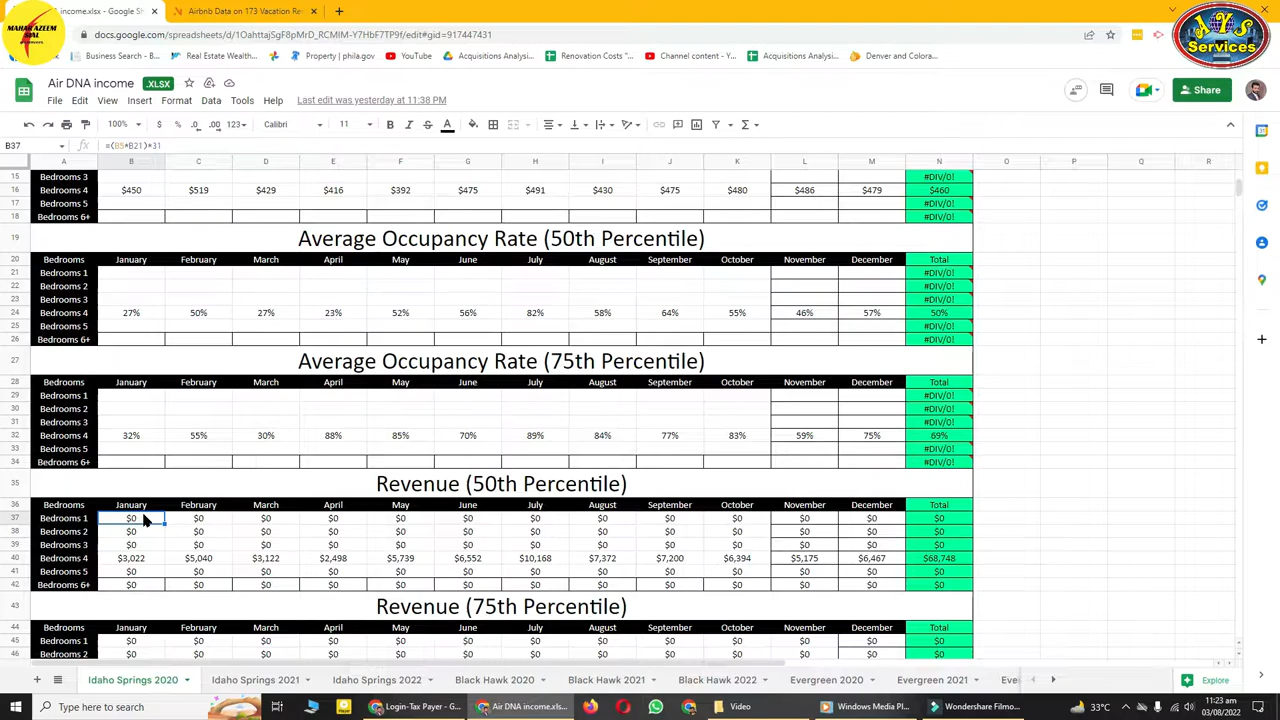 income.xlsx - Google S
Airbnb Data on 173 Vacation Re
docs.google.com/spreadsheets/d/1OahttajSgF8pMrD_RCMIM-Y7HbF7TP9f/edit#gid=917447431
MAHAR AZEEM SIAL
AYS Services
Business Search - B...
Real Estate Wealth...
Acquisitions Analysi...
Property | phila.gov
YouTube
Acquisitions Analysi...
Renovation Costs "...
Channel content - Y...
Acquisitions Analysi...
Denver and Colora...
Air DNA income .XLSX
File Edit View Insert Format Data Tools Help Last edit was yesterday at 11:38 PM
Share
100% $ % .0 .00 123 Calibri 11 B I S A
B37 fx =(B5*B21)*31
A B C D E F G H I J K L M N O P Q R
15 Bedrooms 3 #DIV/0!
16 Bedrooms 4 $450 $519 $429 $416 $392 $475 $491 $430 $475 $480 $486 $479 $460
17 Bedrooms 5 #DIV/0!
18 Bedrooms 6+ #DIV/0!
19 Average Occupancy Rate (50th Percentile)
20 Bedrooms January February March April May June July August September October November December Total
21 Bedrooms 1 #DIV/0!
22 Bedrooms 2 #DIV/0!
23 Bedrooms 3 #DIV/0!
24 Bedrooms 4 27% 50% 27% 23% 52% 56% 82% 58% 64% 55% 46% 57% 50%
25 Bedrooms 5 #DIV/0!
26 Bedrooms 6+ #DIV/0!
27 Average Occupancy Rate (75th Percentile)
28 Bedrooms January February March April May June July August September October November December Total
29 Bedrooms 1 #DIV/0!
30 Bedrooms 2 #DIV/0!
31 Bedrooms 3 #DIV/0!
32 Bedrooms 4 32% 55% 30% 88% 85% 70% 89% 84% 77% 83% 59% 75% 69%
33 Bedrooms 5 #DIV/0!
34 Bedrooms 6+ #DIV/0!
35 Revenue (50th Percentile)
36 Bedrooms January February March April May June July August September October November December Total
37 Bedrooms 1 $0 $0 $0 $0 $0 $0 $0 $0 $0 $0 $0 $0 $0
38 Bedrooms 2 $0 $0 $0 $0 $0 $0 $0 $0 $0 $0 $0 $0 $0
39 Bedrooms 3 $0 $0 $0 $0 $0 $0 $0 $0 $0 $0 $0 $0 $0
40 Bedrooms 4 $3,022 $5,040 $3,122 $2,498 $5,739 $6,552 $10,168 $7,372 $7,200 $6,394 $5,175 $6,467 $68,748
41 Bedrooms 5 $0 $0 $0 $0 $0 $0 $0 $0 $0 $0 $0 $0 $0
42 Bedrooms 6+ $0 $0 $0 $0 $0 $0 $0 $0 $0 $0 $0 $0 $0
43 Revenue (75th Percentile)
44 Bedrooms January February March April May June July August September October November December Total
45 Bedrooms 1 $0 $0 $0 $0 $0 $0 $0 $0 $0 $0 $0 $0 $0
46 Bedrooms 2 $0 $0 $0 $0 $0 $0 $0 $0 $0 $0 $0 $0 $0
Idaho Springs 2020 Idaho Springs 2021 Idaho Springs 2022 Black Hawk 2020 Black Hawk 2021 Black Hawk 2022 Evergreen 2020 Evergreen 2021 Eve Explore
Type here to search Login-Tax Payer - G... Air DNA income.xls... Video Windows Media Pl... Wondershare Filmo... 33°C 11:23 am
03/08/2022